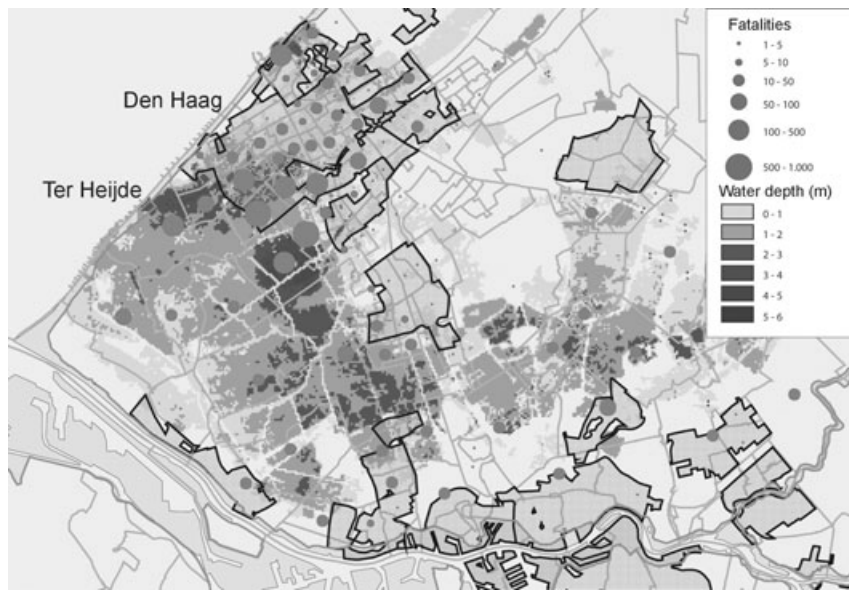 Fatalities
1 - 5
5 - 10
10 - 50
50 - 100
100 - 500
500 - 1.000
Water depth (m)
0 - 1
1 - 2
2 - 3
3 - 4
4 - 5
5 - 6
Den Haag
Ter Heijde